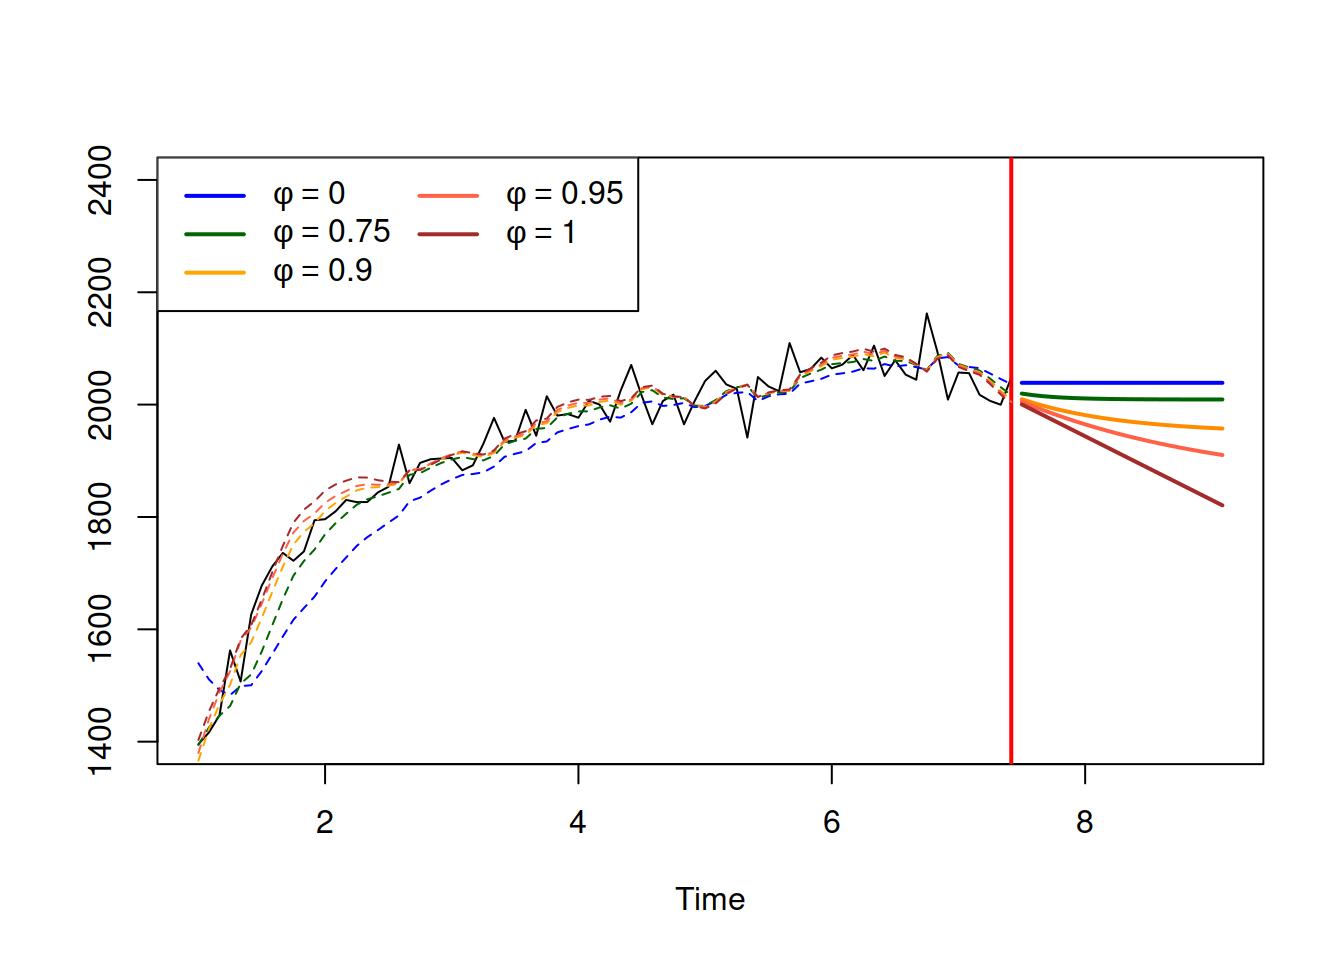 φ = 0
φ = 0.75
φ = 0.9
φ = 0.95
φ = 1
2400
2200
2000
1800
1600
1400
2 4 6 8
Time